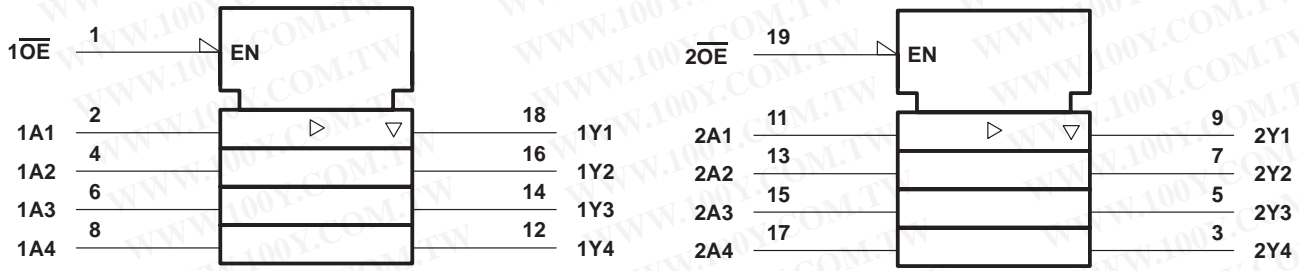 1OE 1 EN
1A1 2 18 1Y1
1A2 4 16 1Y2
1A3 6 14 1Y3
1A4 8 12 1Y4
2OE 19 EN
2A1 11 9 2Y1
2A2 13 7 2Y2
2A3 15 5 2Y3
2A4 17 3 2Y4
WWW.100Y.COM.TW